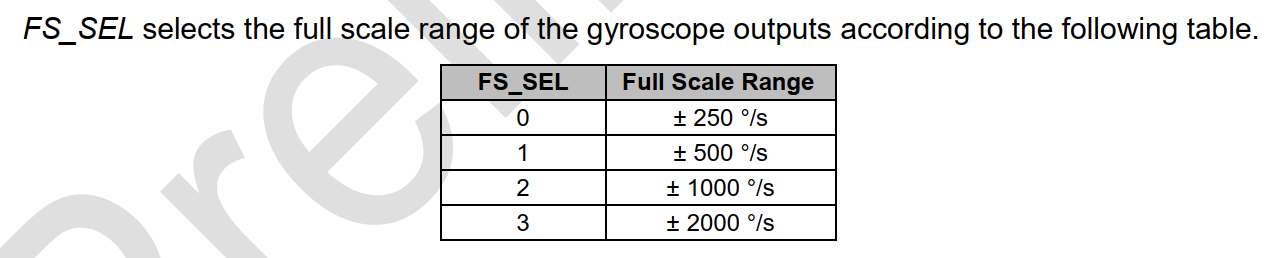 FS_SEL selects the full scale range of the gyroscope outputs according to the following table.
FS_SEL Full Scale Range
0 ± 250 °/s
1 ± 500 °/s
2 ± 1000 °/s
3 ± 2000 °/s